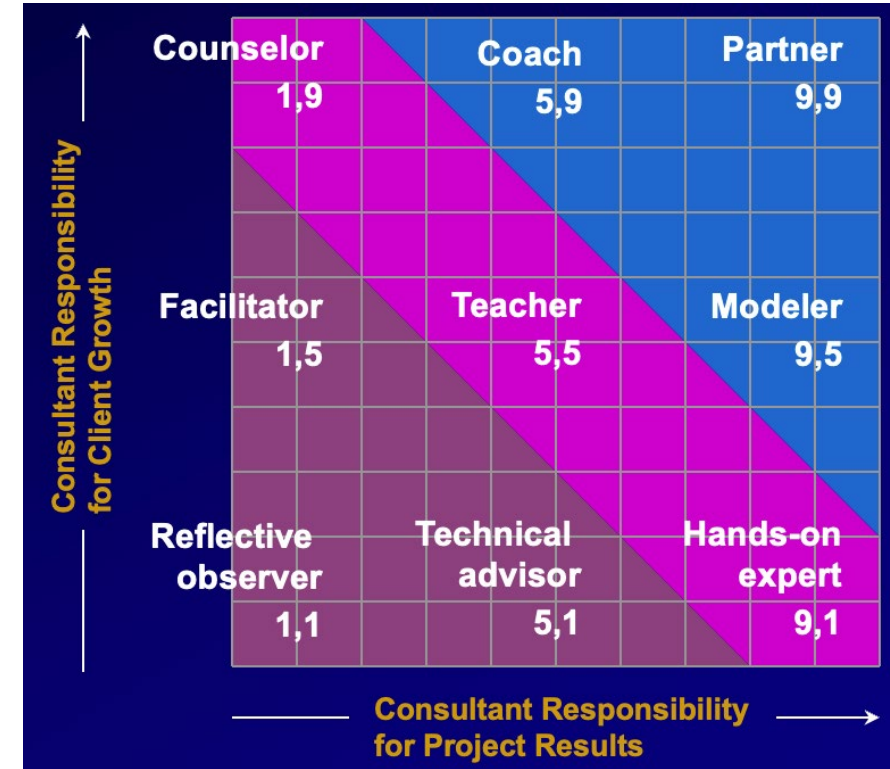 Counselor
1,9
Coach
5,9
Partner
9,9
Facilitator
1,5
Teacher
5,5
Modeler
9,5
Reflective
observer
1,1
Technical
advisor
5,1
Hands-on
expert
9,1
Consultant Responsibility
for Client Growth
Consultant Responsibility
for Project Results